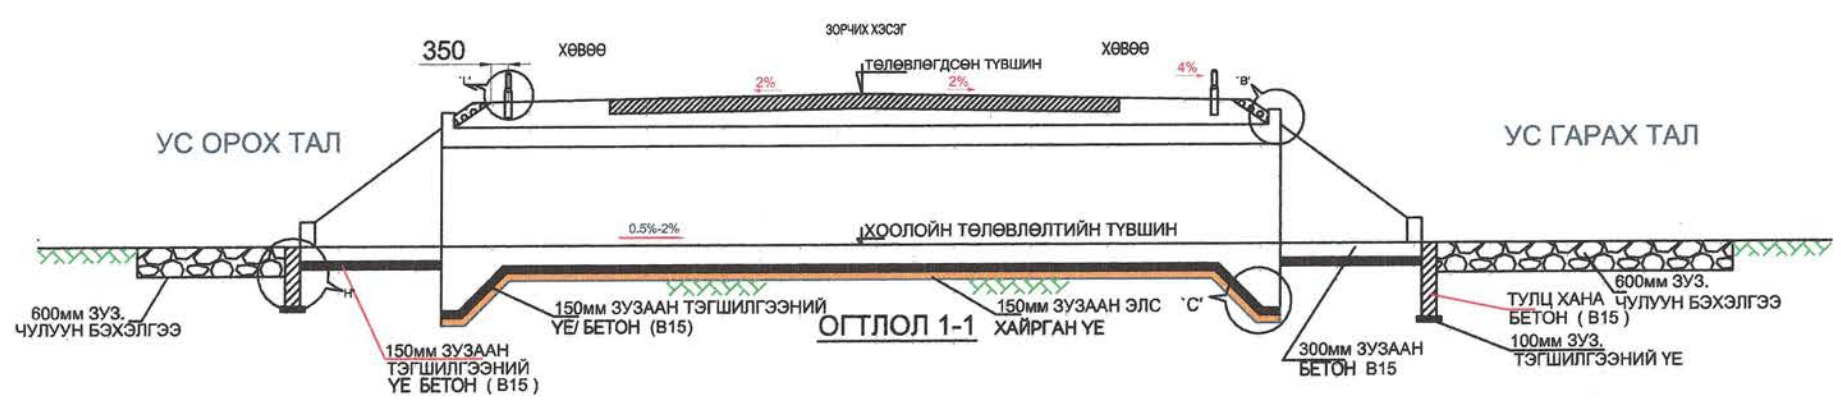 ЗОРЧИХ ХЭСЭГ
350
ХӨВӨӨ
ХӨВӨӨ
ТӨЛӨВЛӨГДСӨН ТҮВШИН
2%
2%
4%
'B'
УС ОРОХ ТАЛ
УС ГАРАХ ТАЛ
0.5%-2%
ХООЛОЙН ТӨЛӨВЛӨЛТИЙН ТҮВШИН
'H'
600мм ЗУЗ.
ЧУЛУУН БЭХЭЛГЭЭ
150мм ЗУЗААН
ТЭГШИЛГЭЭНИЙ
ҮЕ БЕТОН ( B15 )
150мм ЗУЗААН ТЭГШИЛГЭЭНИЙ
ҮЕ/ БЕТОН (B15)
ОГТЛОЛ 1-1
150мм ЗУЗААН ЭЛС
ХАЙРГАН ҮЕ
'C'
300мм ЗУЗААН
БЕТОН B15
600мм ЗУЗ.
ЧУЛУУН БЭХЭЛГЭЭ
ТУЛЦ ХАНА
БЕТОН ( B15 )
100мм ЗУЗ.
ТЭГШИЛГЭЭНИЙ ҮЕ